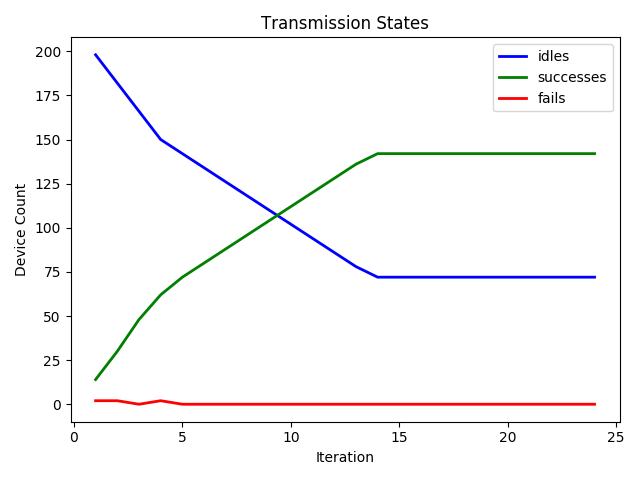 Transmission States
200
175
150
125
100
75
50
25
0
Device Count
idles
successes
fails
0 5 10 15 20 25
Iteration